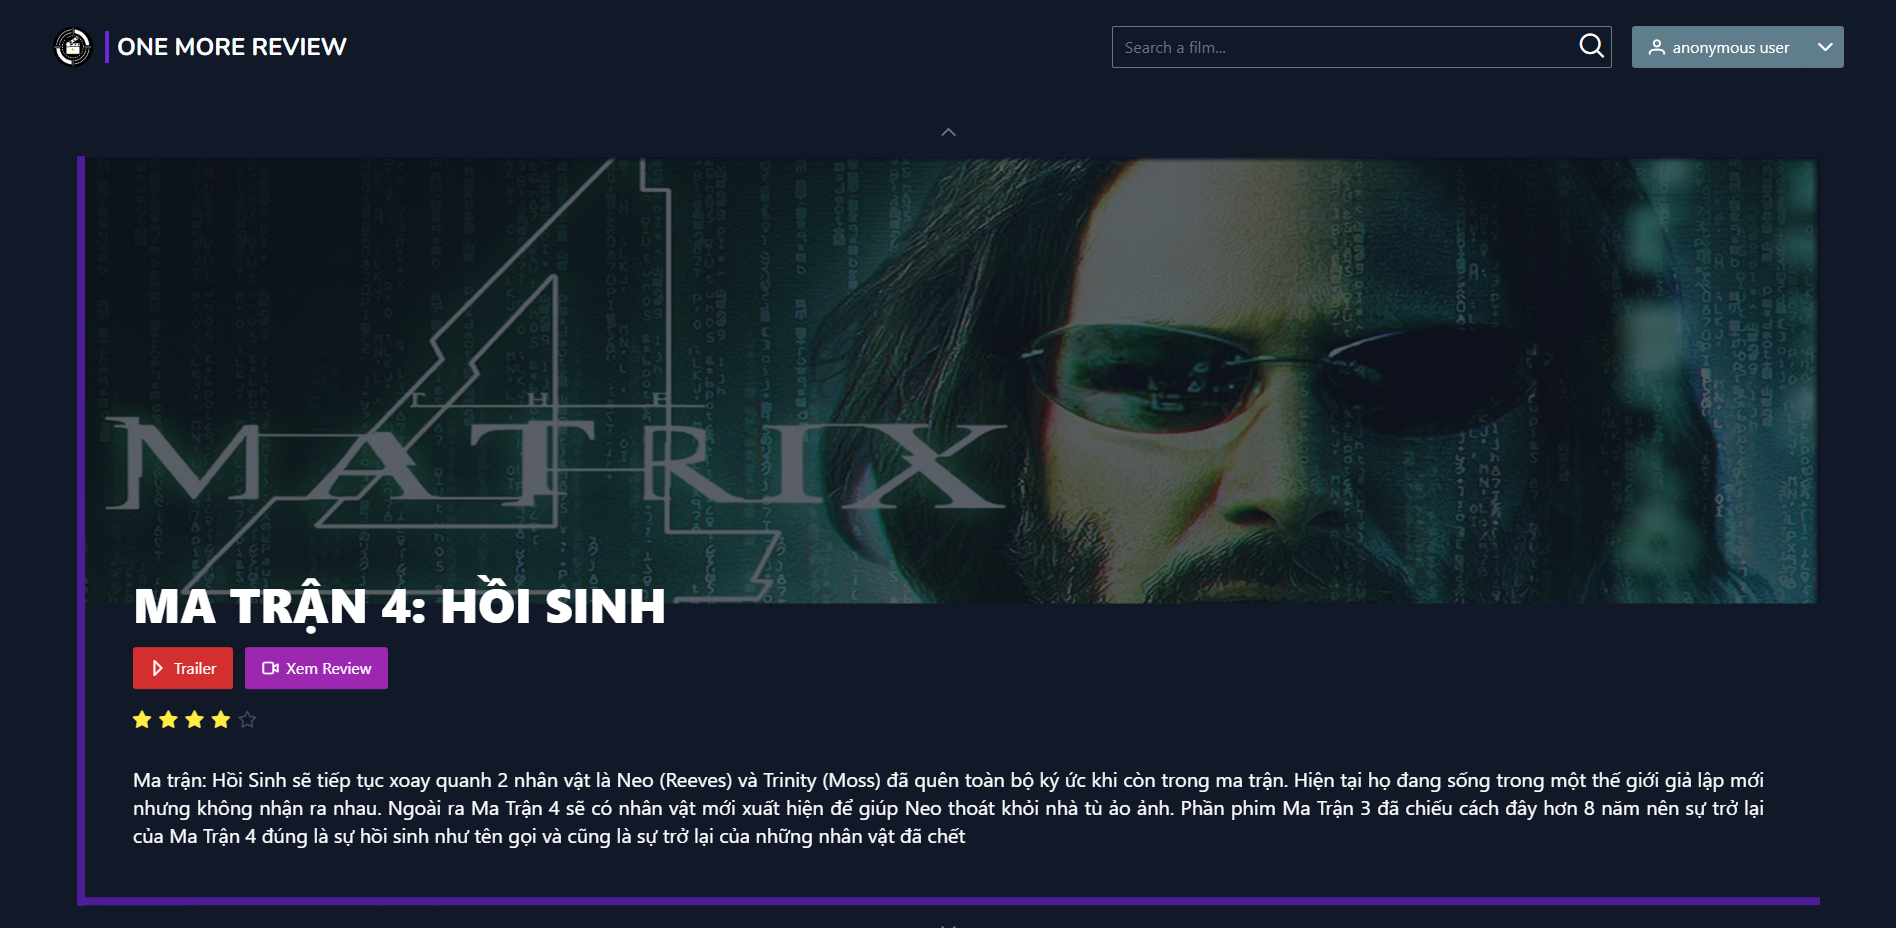 ONE MORE REVIEW
Search a film...
anonymous user
4
THE
MATRIX
MA TRẬN 4: HỒI SINH
Trailer
Xem Review
Ma trận: Hồi Sinh sẽ tiếp tục xoay quanh 2 nhân vật là Neo (Reeves) và Trinity (Moss) đã quên toàn bộ ký ức khi còn trong ma trận. Hiện tại họ đang sống trong một thế giới giả lập mới
nhưng không nhận ra nhau. Ngoài ra Ma Trận 4 sẽ có nhân vật mới xuất hiện để giúp Neo thoát khỏi nhà tù ảo ảnh. Phần phim Ma Trận 3 đã chiếu cách đây hơn 8 năm nên sự trở lại
của Ma Trận 4 đúng là sự hồi sinh như tên gọi và cũng là sự trở lại của những nhân vật đã chết